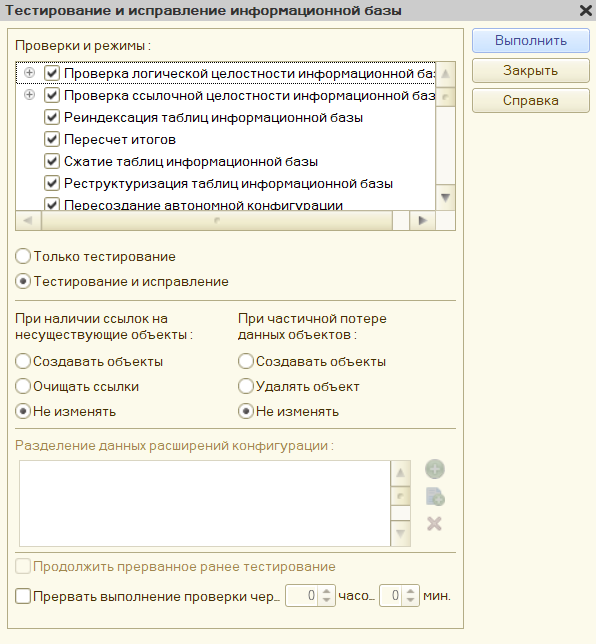 Тестирование и исправление информационной базы
Выполнить
Закрыть
Справка
Проверки и режимы :
Проверка логической целостности информационной баз
Проверка ссылочной целостности информационной баз
Реиндексация таблиц информационной базы
Пересчет итогов
Сжатие таблиц информационной базы
Реструктуризация таблиц информационной базы
Пересоздание автономной конфигурации
Только тестирование
Тестирование и исправление
При наличии ссылок на
несуществующие объекты :
Создавать объекты
Очищать ссылки
Не изменять
При частичной потере
данных объектов :
Создавать объекты
Удалять объект
Не изменять
Разделение данных расширений конфигурации :
Продолжить прерванное ранее тестирование
Прервать выполнение проверки чер... 0 часо... 0 мин.